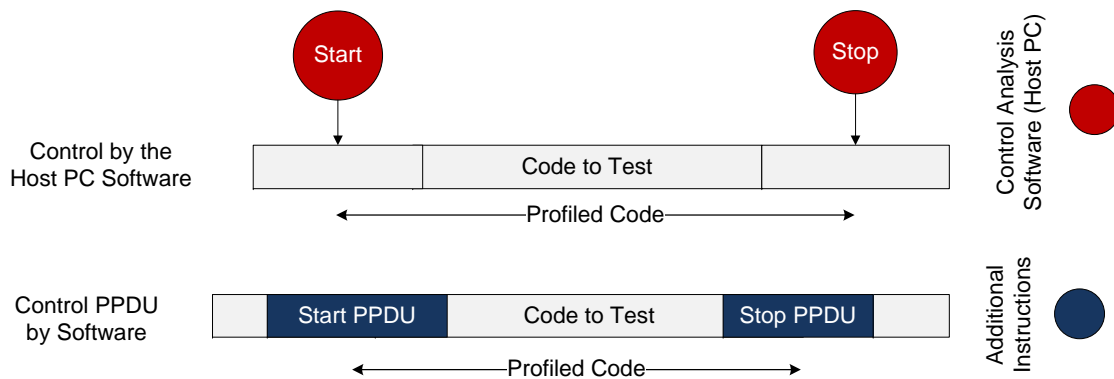 Start
Stop
Control by the
Host PC Software
Code to Test
Profiled Code
Control Analysis
Software (Host PC)
Control PPDU
by Software
Start PPDU
Code to Test
Stop PPDU
Profiled Code
Additional
Instructions